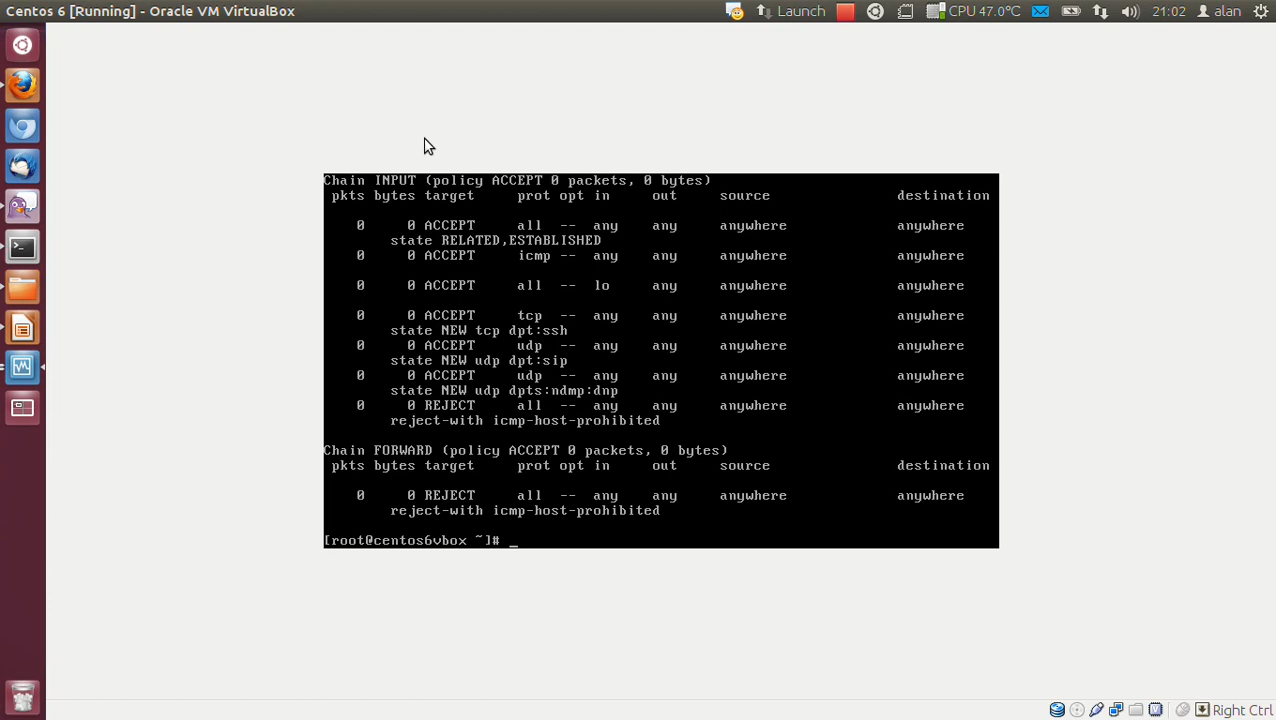 Centos 6 [Running] - Oracle VM VirtualBox
Launch
CPU 47.0°C
21:02
alan
Chain INPUT (policy ACCEPT 0 packets, 0 bytes)
pkts bytes target prot opt in out source destination
0 0 ACCEPT all -- any any anywhere anywhere
state RELATED,ESTABLISHED
0 0 ACCEPT icmp -- any any anywhere anywhere
0 0 ACCEPT all -- lo any anywhere anywhere
0 0 ACCEPT tcp -- any any anywhere anywhere
state NEW tcp dpt:ssh
0 0 ACCEPT udp -- any any anywhere anywhere
state NEW udp dpt:sip
0 0 ACCEPT udp -- any any anywhere anywhere
state NEW udp dpts:ndmp:dnp
0 0 REJECT all -- any any anywhere anywhere
reject-with icmp-host-prohibited
Chain FORWARD (policy ACCEPT 0 packets, 0 bytes)
pkts bytes target prot opt in out source destination
0 0 REJECT all -- any any anywhere anywhere
reject-with icmp-host-prohibited
[root@centos6vbox ~]# _
Right Ctrl